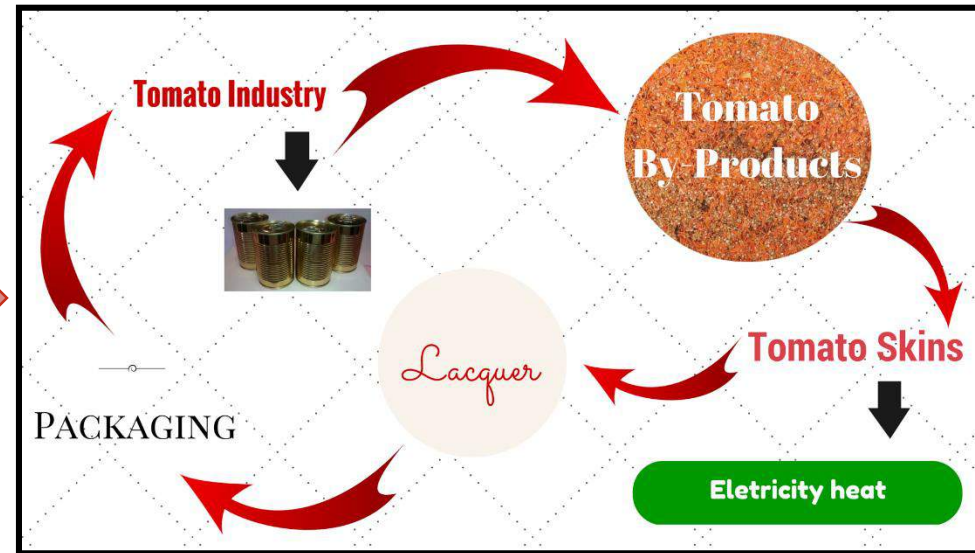 Tomato Industry
Tomato
By-Products
Tomato Skins
Lacquer
PACKAGING
Eletricity heat